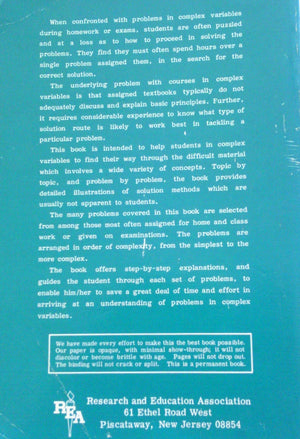 When confronted with problems in complex variables
during homework or exams, students are often puzzled
and at a loss as to how to proceed in solving the
problems. They find they must often spend hours over a
single problem assigned them, in the search for the
correct solution.
The underlying problem with courses in complex
variables is that assigned textbooks typically do not
adequately discuss and explain basic principles. Further,
it requires considerable experience to know what type of
solution route is likely to work best in tackling a
particular problem.
This book is intended to help students in complex
variables to find their way through the difficult material
which involves a wide variety of concepts. Topic by
topic, and problem by problem, the book provides
detailed illustrations of solution methods which are
usually not apparent to students.
The many problems covered in this book are selected
from among those most often assigned for home and class
work or given on examinations. The problems are
arranged in order of complexity, from the simplest to the
more complex.
The book offers step-by-step explanations, and
guides the student through each set of problems, to
enable him/her to save a great deal of time and effort in
arriving at an understanding of problems in complex
variables.
We have made every effort to make this the best book possible.
Our paper is opaque, with minimal show-through; it will not
discolor or become brittle with age. Pages will not drop out.
The binding will not crack or split. This is a permanent book.
REA
Research and Education Association
61 Ethel Road West
Piscataway, New Jersey 08854